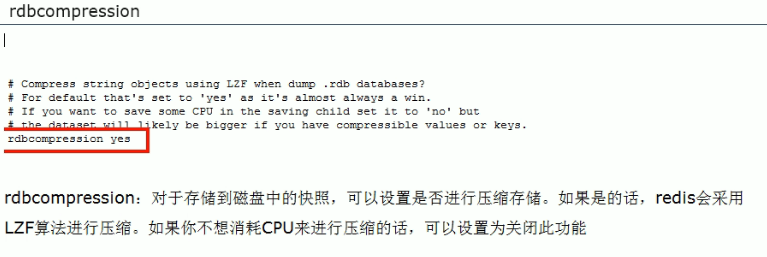 rdbcompression
# Compress string objects using LZF when dump .rdb databases?
# For default that's set to 'yes' as it's almost always a win.
# If you want to save some CPU in the saving child set it to 'no' but
# the dataset will likely be bigger if you have compressible values or keys.
rdbcompression yes
rdbcompression：对于存储到磁盘中的快照，可以设置是否进行压缩存储。如果是的话，redis会采用
LZF算法进行压缩。如果你不想消耗CPU来进行压缩的话，可以设置为关闭此功能